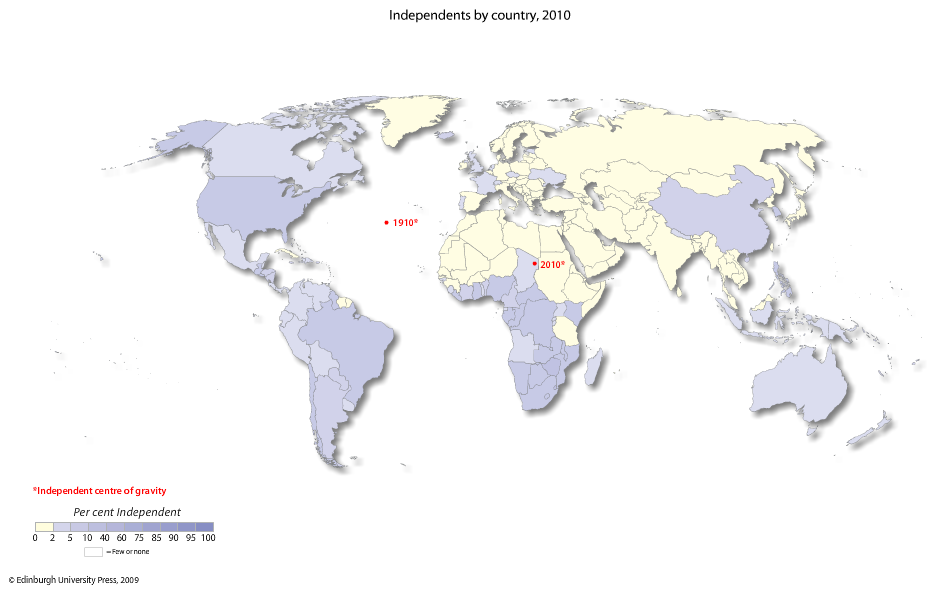 Independents by country, 2010
1910*
2010*
*Independent centre of gravity
Per cent Independent
0 2 5 10 40 60 75 85 90 95 100
= Few or none
© Edinburgh University Press, 2009